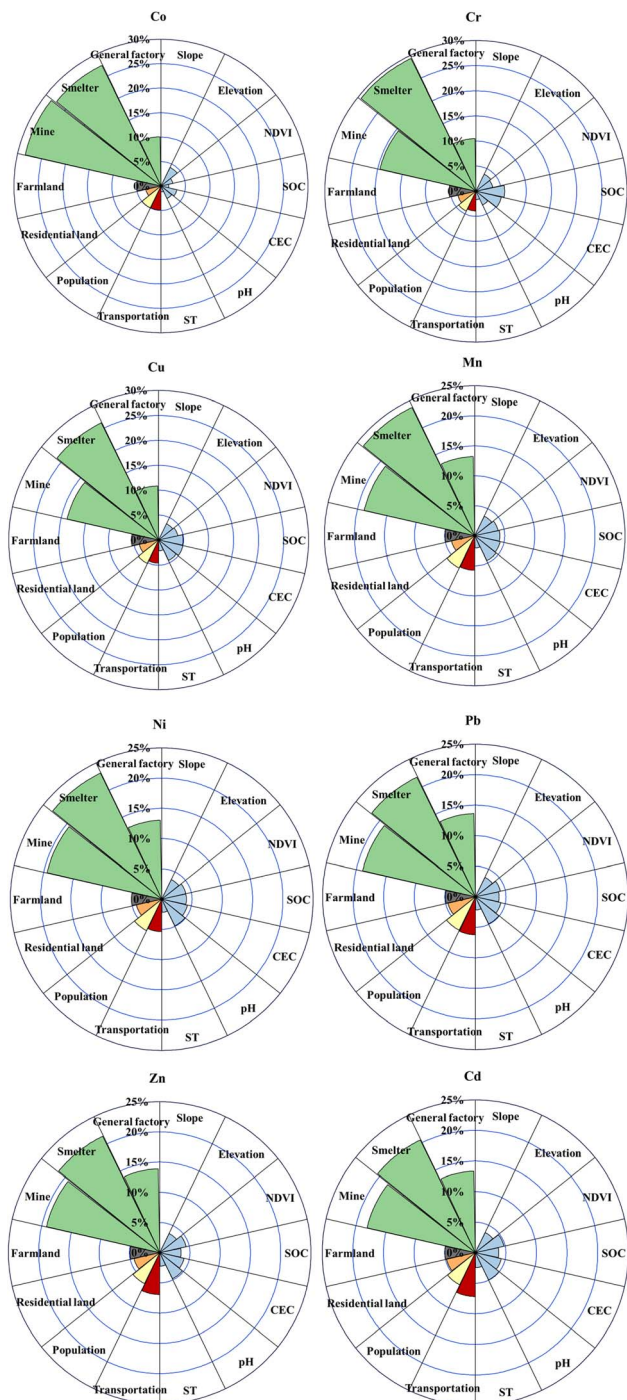 Co
30%
General factory Slope
25%
Smelter
Elevation
20%
15%
NDVI
Mine
10%
5%
Farmland
0%
SOC
Residential land
CEC
Population
pH
Transportation
ST
Cr
30%
General factory Slope
25%
Smelter
Elevation
20%
15%
NDVI
Mine
10%
5%
Farmland
0%
SOC
Residential land
CEC
Population
pH
Transportation
ST
Cu
30%
General factory Slope
25%
Smelter
Elevation
20%
15%
NDVI
Mine
10%
5%
Farmland
0%
SOC
Residential land
CEC
Population
pH
Transportation
ST
Mn
25%
General factory Slope
20%
Smelter
Elevation
15%
NDVI
Mine
10%
5%
Farmland
0%
SOC
Residential land
CEC
Population
pH
Transportation
ST
Ni
25%
General factory Slope
20%
Smelter
Elevation
15%
NDVI
Mine
10%
5%
Farmland
0%
SOC
Residential land
CEC
Population
pH
Transportation
ST
Pb
25%
General factory Slope
20%
Smelter
Elevation
15%
NDVI
Mine
10%
5%
Farmland
0%
SOC
Residential land
CEC
Population
pH
Transportation
ST
Zn
25%
General factory Slope
20%
Smelter
Elevation
15%
NDVI
Mine
10%
5%
Farmland
0%
SOC
Residential land
CEC
Population
pH
Transportation
ST
Cd
25%
General factory Slope
20%
Smelter
Elevation
15%
NDVI
Mine
10%
5%
Farmland
0%
SOC
Residential land
CEC
Population
pH
Transportation
ST